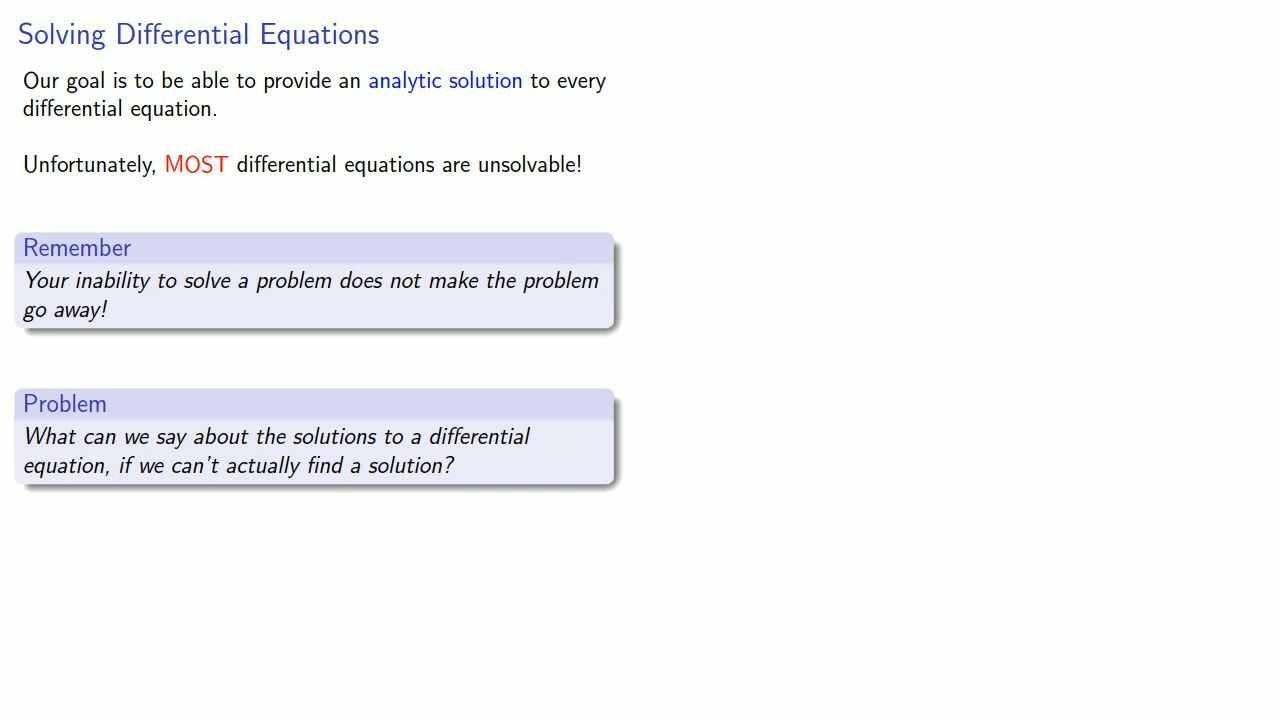 Solving Differential Equations
Our goal is to be able to provide an analytic solution to every
differential equation.
Unfortunately, MOST differential equations are unsolvable!
Remember
Your inability to solve a problem does not make the problem
go away!
Problem
What can we say about the solutions to a differential
equation, if we can't actually find a solution?